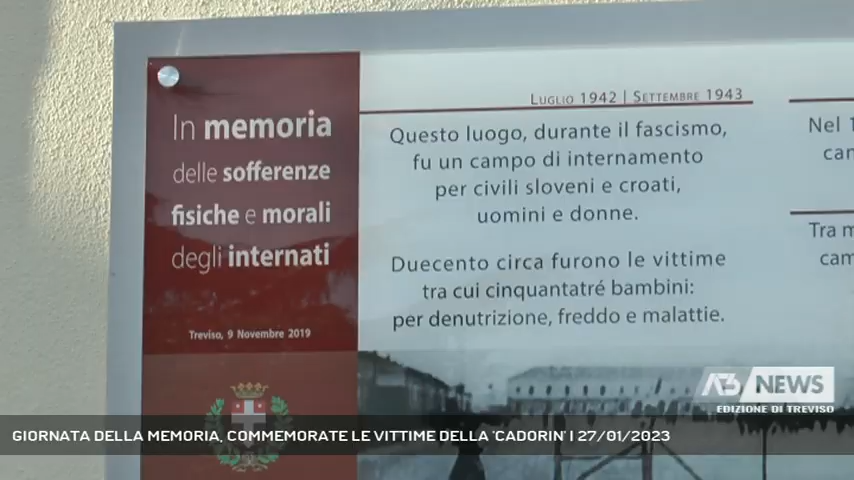 In memoria
delle sofferenze
fisiche e morali
degli internati
Treviso, 9 Novembre 2019
Luglio 1942 | Settembre 1943
Questo luogo, durante il fascismo,
fu un campo di internamento
per civili sloveni e croati,
uomini e donne.
Duecento circa furono le vittime
tra cui cinquantatré bambini:
per denutrizione, freddo e malattie.
Nel 1
can
Tra m
cam
A3 NEWS
EDIZIONE DI TREVISO
GIORNATA DELLA MEMORIA, COMMEMORATE LE VITTIME DELLA 'CADORIN' | 27/01/2023